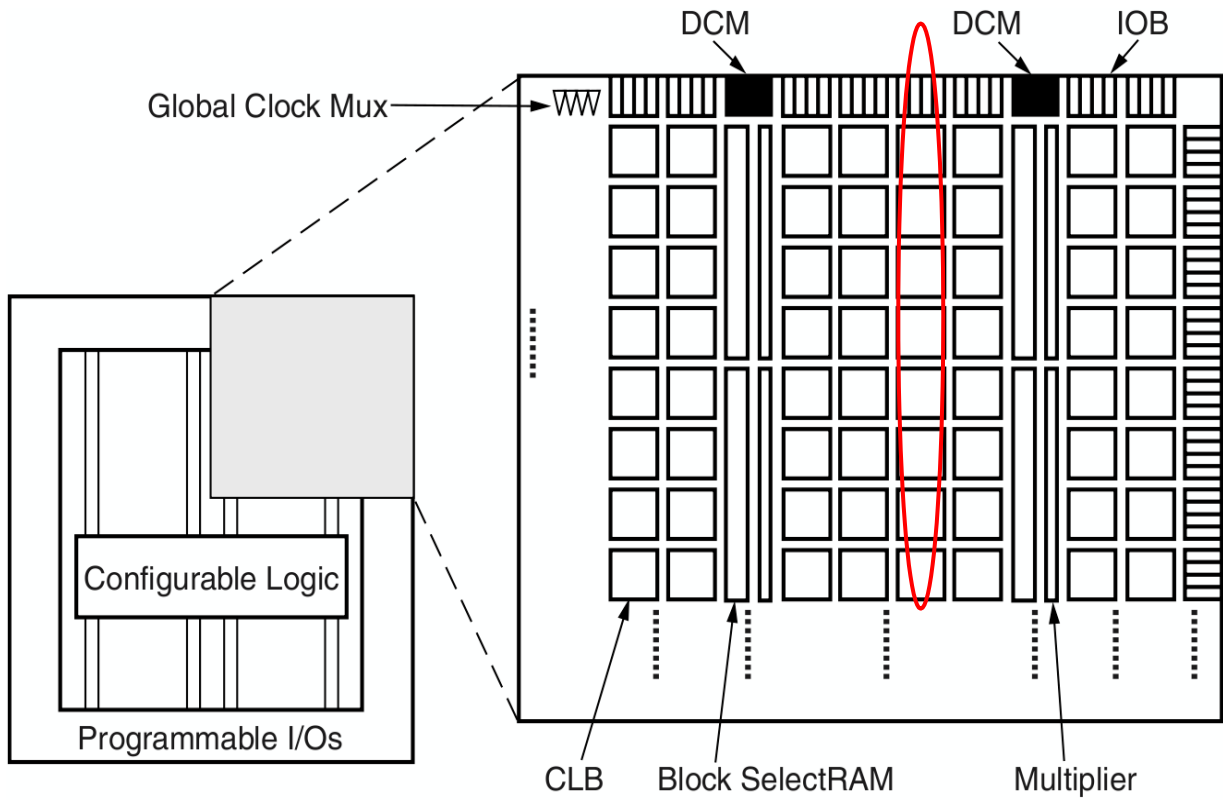 DCM
DCM
IOB
Global Clock Mux
Configurable Logic
Programmable I/Os
CLB
Block SelectRAM
Multiplier